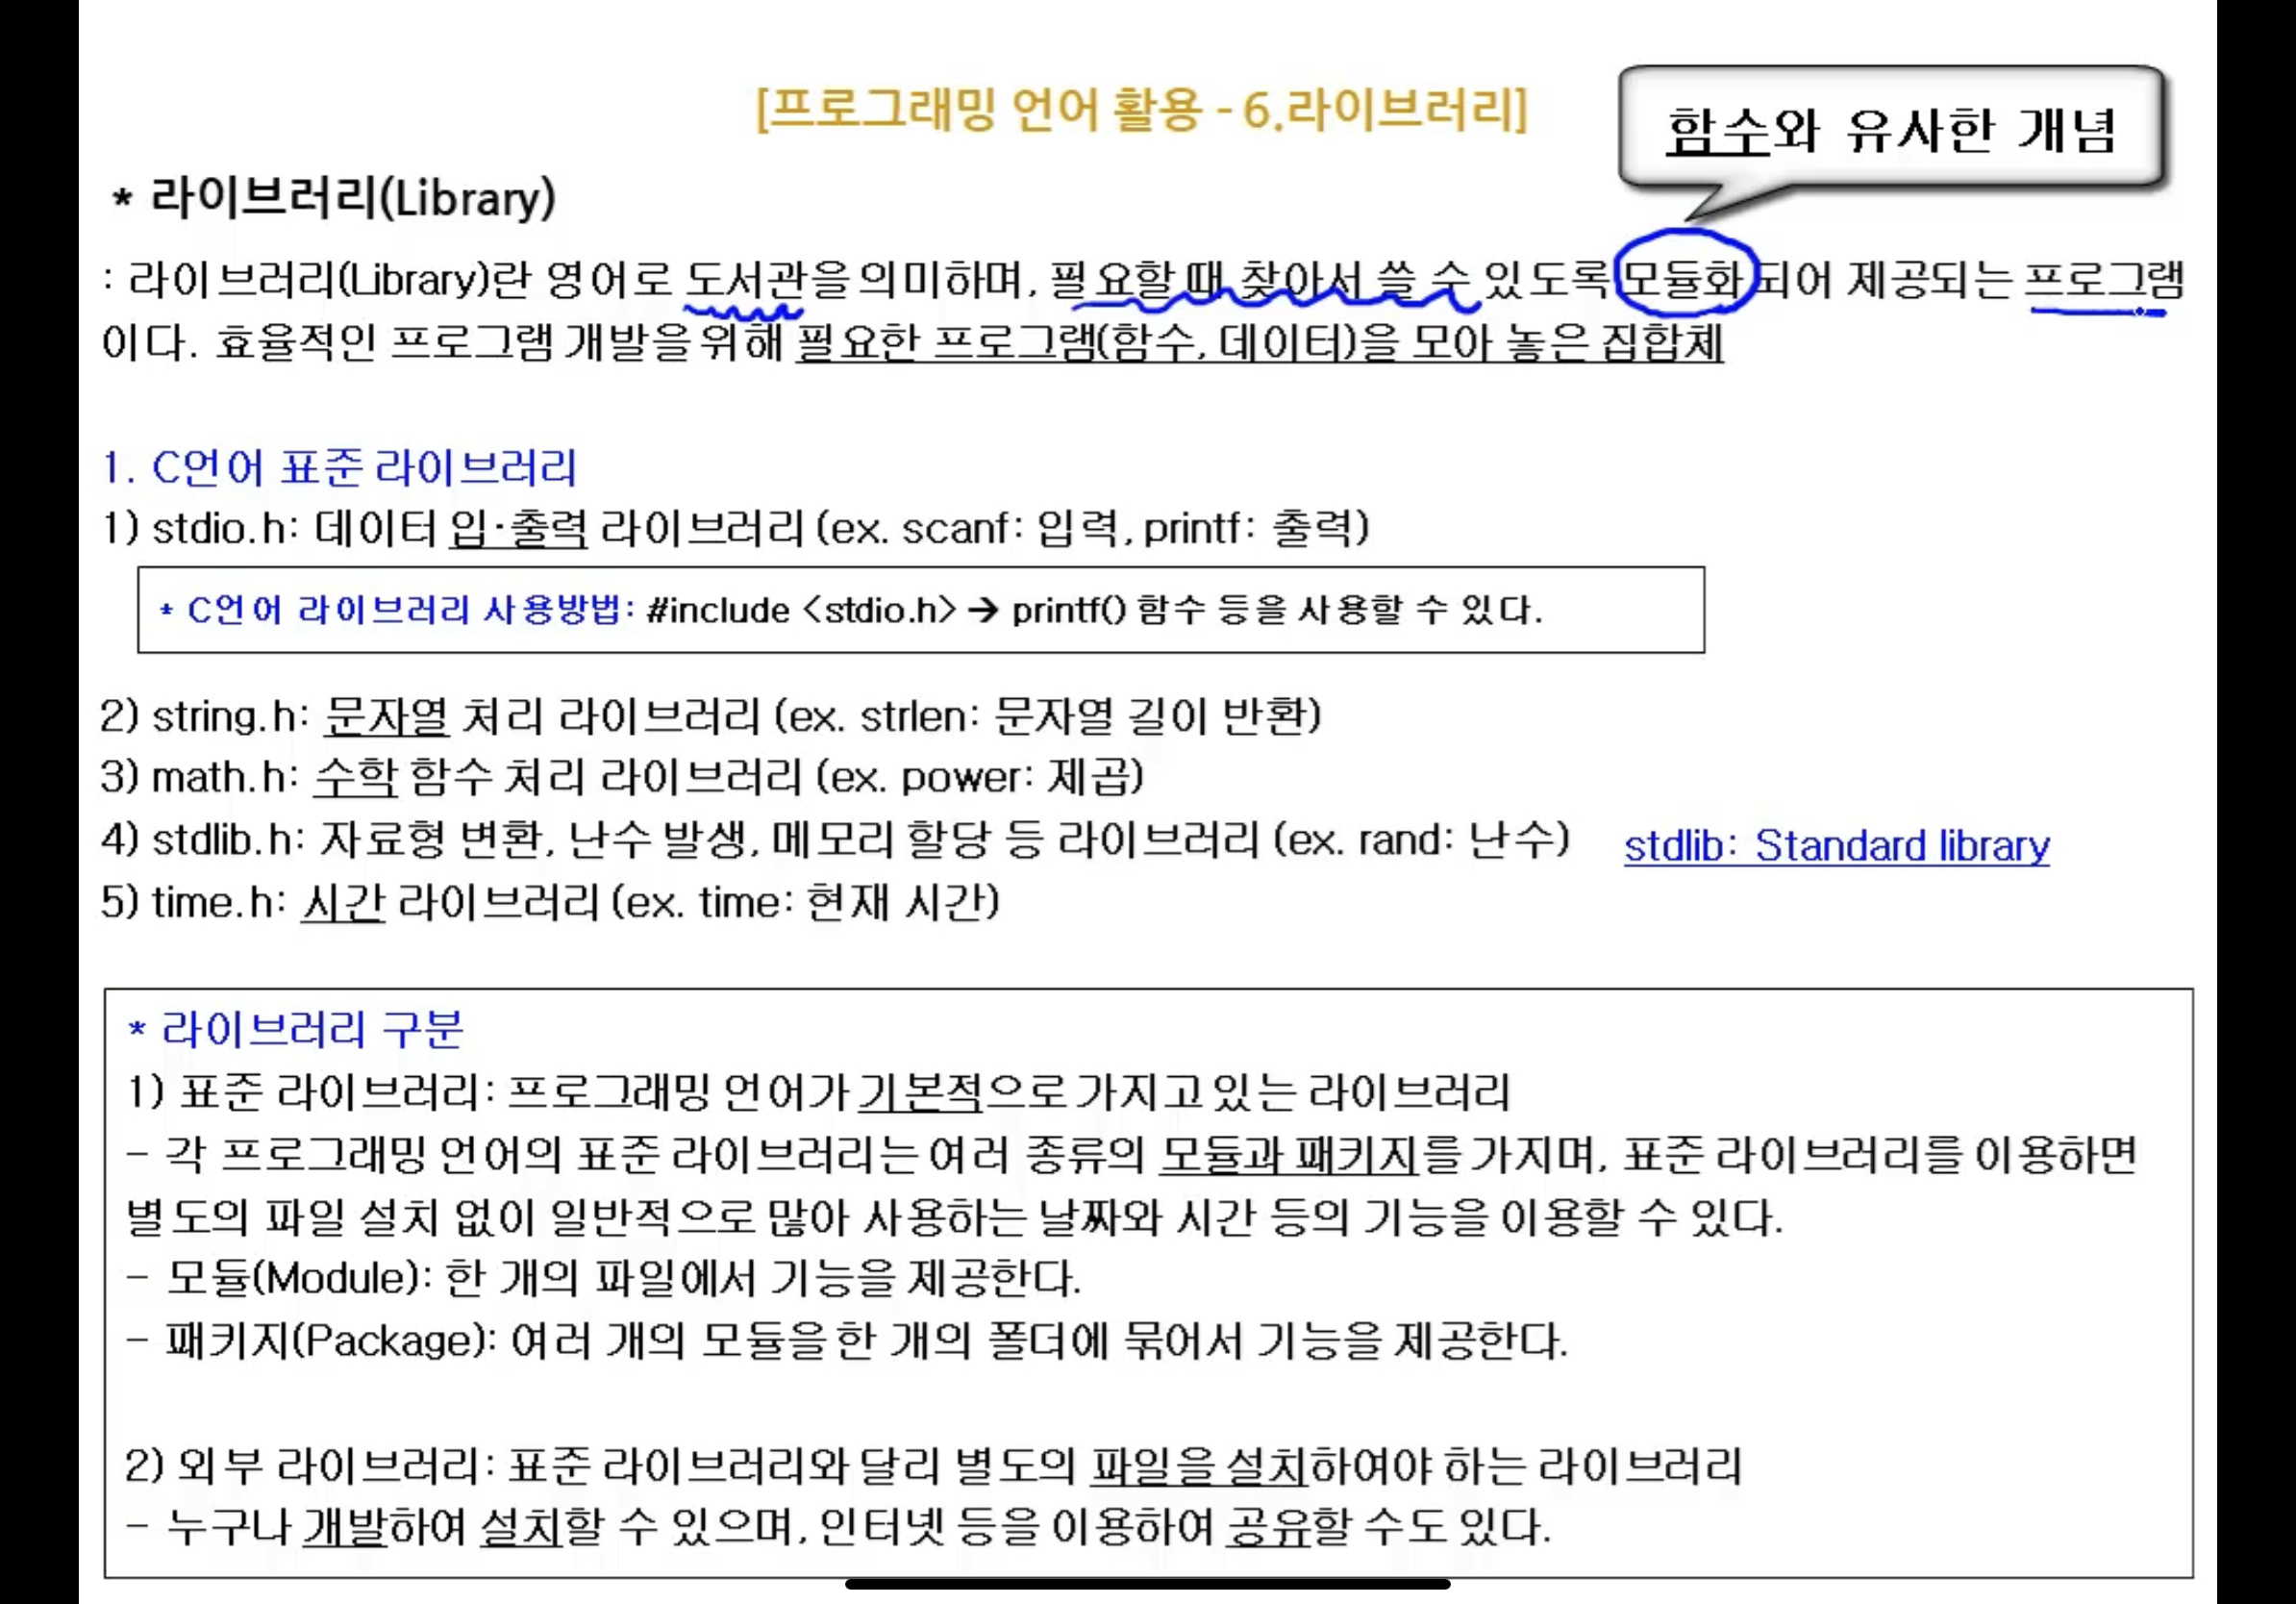 [프로그래밍 언어 활용 - 6.라이브러리]
함수와 유사한 개념
* 라이브러리(Library)
: 라이브러리(Library)란 영어로 도서관을 의미하며, 필요할 때 찾아서 쓸 수 있도록 모듈화되어 제공되는 프로그램
이다. 효율적인 프로그램 개발을 위해 필요한 프로그램(함수, 데이터)을 모아 놓은 집합체
1. C언어 표준 라이브러리
1) stdio.h: 데이터 입·출력 라이브러리 (ex. scanf: 입력, printf: 출력)
* C언어 라이브러리 사용방법: #include <stdio.h> → printf() 함수 등을 사용할 수 있다.
2) string.h: 문자열 처리 라이브러리 (ex. strlen: 문자열 길이 반환)
3) math.h: 수학 함수 처리 라이브러리 (ex. power: 제곱)
4) stdlib.h: 자료형 변환, 난수 발생, 메모리 할당 등 라이브러리 (ex. rand: 난수) stdlib: Standard library
5) time.h: 시간 라이브러리 (ex. time: 현재 시간)
* 라이브러리 구분
1) 표준 라이브러리: 프로그래밍 언어가 기본적으로 가지고 있는 라이브러리
- 각 프로그래밍 언어의 표준 라이브러리는 여러 종류의 모듈과 패키지를 가지며, 표준 라이브러리를 이용하면
별도의 파일 설치 없이 일반적으로 많아 사용하는 날짜와 시간 등의 기능을 이용할 수 있다.
- 모듈(Module): 한 개의 파일에서 기능을 제공한다.
- 패키지(Package): 여러 개의 모듈을 한 개의 폴더에 묶어서 기능을 제공한다.
2) 외부 라이브러리: 표준 라이브러리와 달리 별도의 파일을 설치하여야 하는 라이브러리
- 누구나 개발하여 설치할 수 있으며, 인터넷 등을 이용하여 공유할 수도 있다.